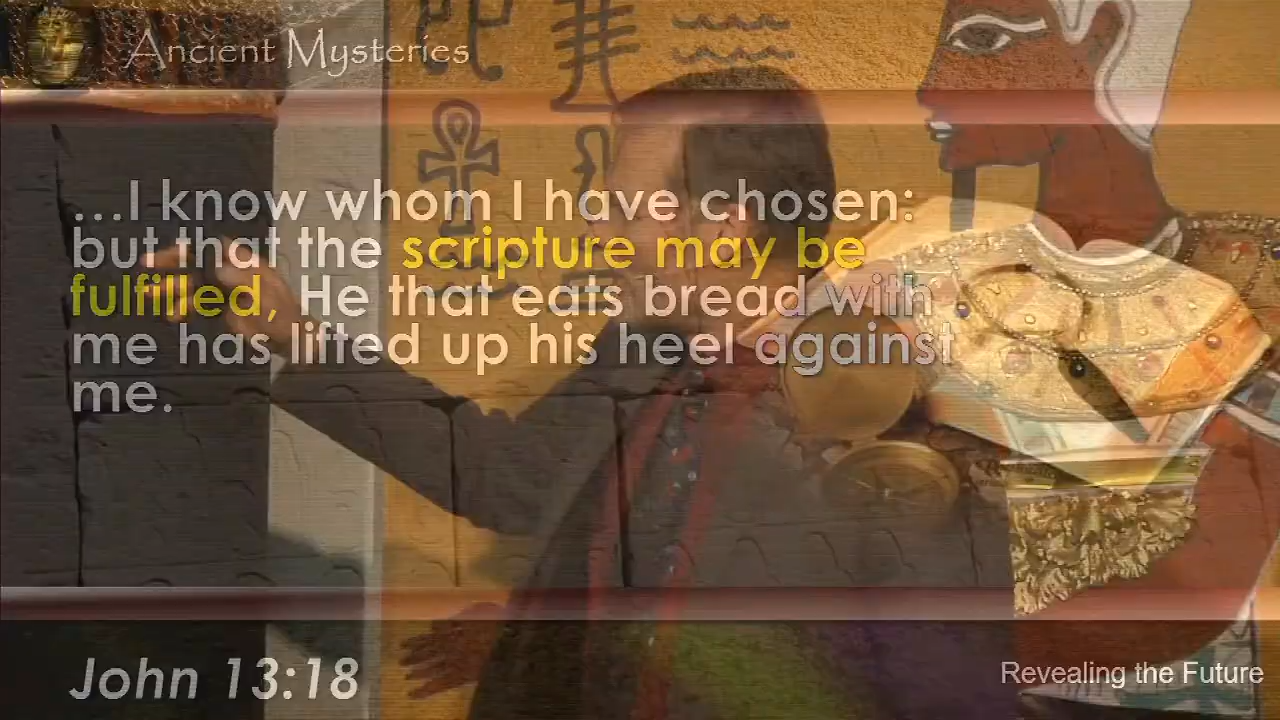 Ancient Mysteries
...I know whom I have chosen:
but that the scripture may be
fulfilled, He that eats bread with
me has lifted up his heel against
me.
John 13:18
Revealing the Future